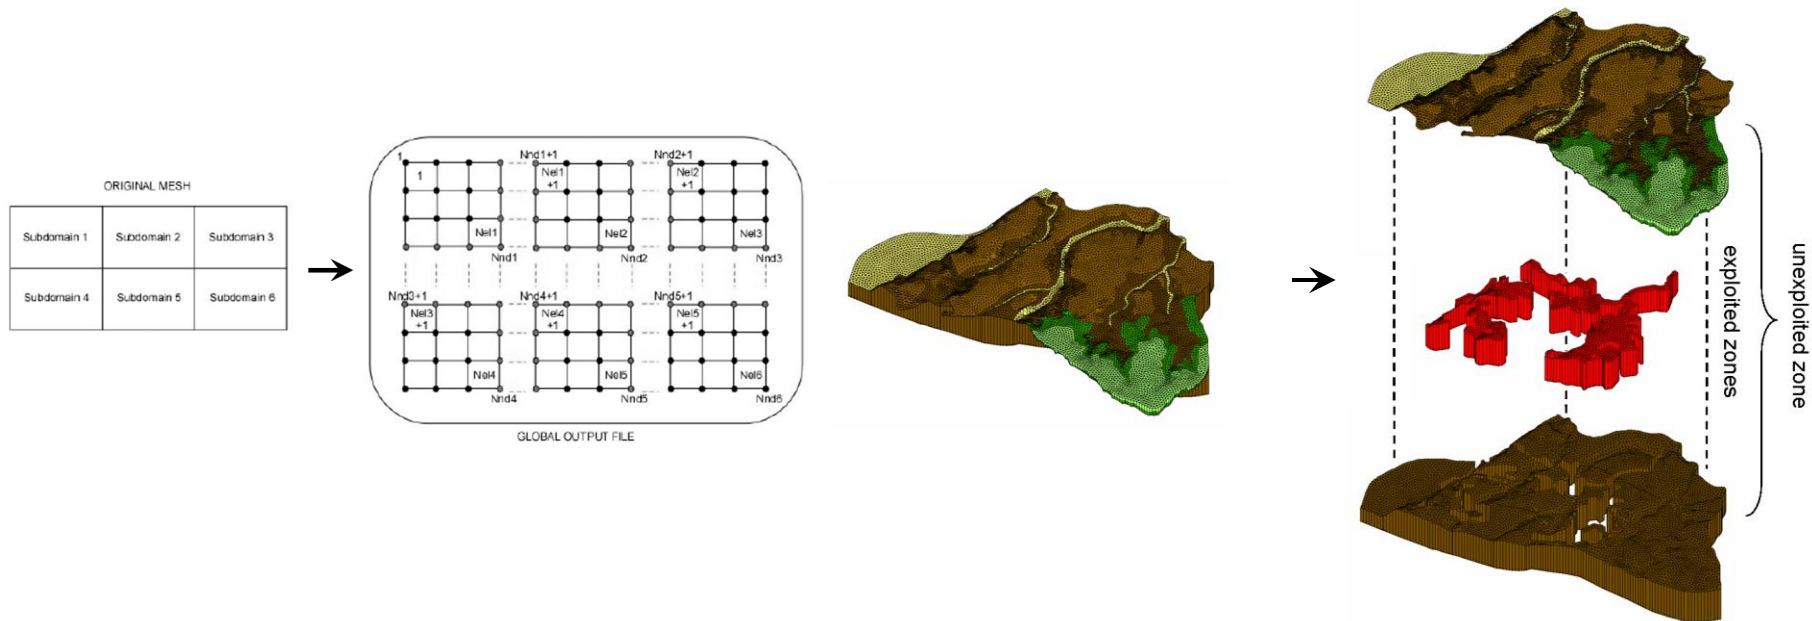 ORIGINAL MESH
Subdomain 1 Subdomain 2 Subdomain 3
Subdomain 4 Subdomain 5 Subdomain 6
1 Nnd1+1 Nnd2+1
1 Nel1 Nel2
+1 +1
Nel1 Nel2 Nel3
Nnd1 Nnd2 Nnd3
Nnd3+1 Nnd4+1 Nnd5+1
Nel3 Nel4 Nel5
+1 +1 +1
Nel4 Nel5 Nel6
Nnd4 Nnd5 Nnd6
GLOBAL OUTPUT FILE
exploited zones
unexploited zone